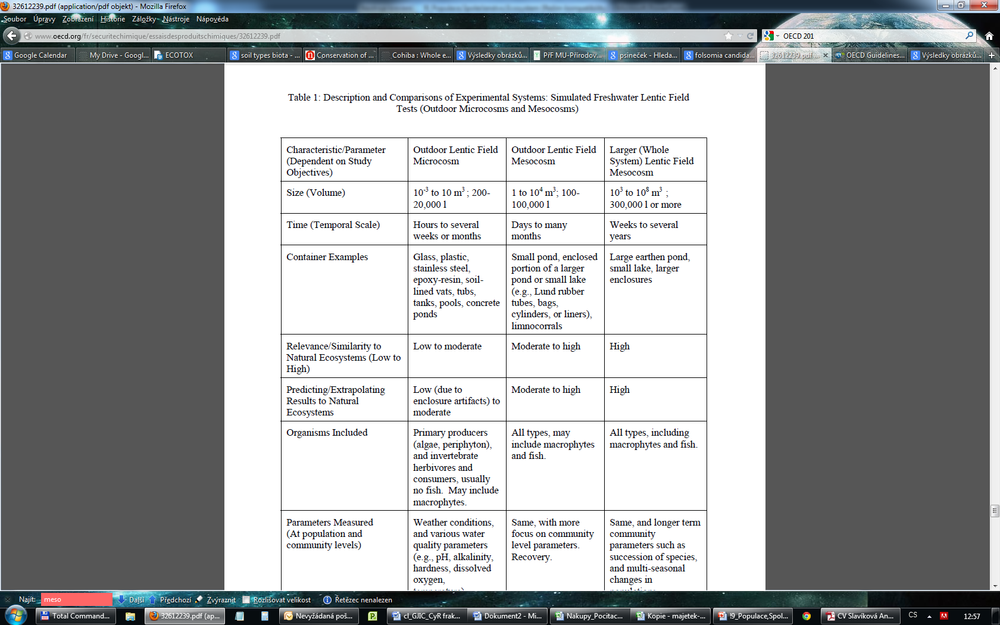 32612239.pdf (application/pdf objekt) - Mozilla Firefox
Soubor Úpravy Zobrazení Historie Záložky Nástroje Nápověda
www.oecd.org/fr/securitechimique/essaisdesproduitschimiques/32612239.pdf
OECD 201
Google Calendar
My Drive - Googl...
ECOTOX
soil types biota - ...
Conservation of ...
Cohiba : Whole e...
Výsledky obrázků...
PřF MU-Přírodov...
psineček - Hleda...
folsomia candida...
32612239.pdf ...
OECD Guidelines...
Výsledky obrázků...
Table 1: Description and Comparisons of Experimental Systems: Simulated Freshwater Lentic Field
Tests (Outdoor Microcosms and Mesocosms)
Characteristic/Parameter
(Dependent on Study
Objectives)
Outdoor Lentic Field
Microcosm
Outdoor Lentic Field
Mesocosm
Larger (Whole
System) Lentic Field
Mesocosm
Size (Volume)
10⁻³ to 10 m³ ; 200-
20,000 l
1 to 10⁴ m³; 100-
100,000 l
10³ to 10⁸ m³ ;
300,000 l or more
Time (Temporal Scale)
Hours to several
weeks or months
Days to many
months
Weeks to several
years
Container Examples
Glass, plastic,
stainless steel,
epoxy-resin, soil-
lined vats, tubs,
tanks, pools, concrete
ponds
Small pond, enclosed
portion of a larger
pond or small lake
(e.g., Lund rubber
tubes, bags,
cylinders, or liners),
limnocorrals
Large earthen pond,
small lake, larger
enclosures
Relevance/Similarity to
Natural Ecosystems (Low to
High)
Low to moderate
Moderate to high
High
Predicting/Extrapolating
Results to Natural
Ecosystems
Low (due to
enclosure artifacts) to
moderate
Moderate to high
High
Organisms Included
Primary producers
(algae, periphyton),
and invertebrate
herbivores and
consumers, usually
no fish. May include
macrophytes.
All types, may
include macrophytes
and fish.
All types, including
macrophytes and fish.
Parameters Measured
(At population and
community levels)
Weather conditions,
and various water
quality parameters
(e.g., pH, alkalinity,
hardness, dissolved
oxygen,
Same, with more
focus on community
level parameters.
Recovery.
Same, and longer term
community
parameters such as
succession of species,
and multi-seasonal
changes in
Najít: meso Další Předchozí Zvýraznit Rozlišovat velikost Řetězec nenalezen
Total Command...
32612239.pdf (ap...
Nevyžádaná poš...
cl_GJIC_CyR frak...
Dokument2 - Mi...
Nakupy_Pocitac...
Kopie - majetek-...
!9_Populace,Spol...
CV Slavíková An...
CS
12:57